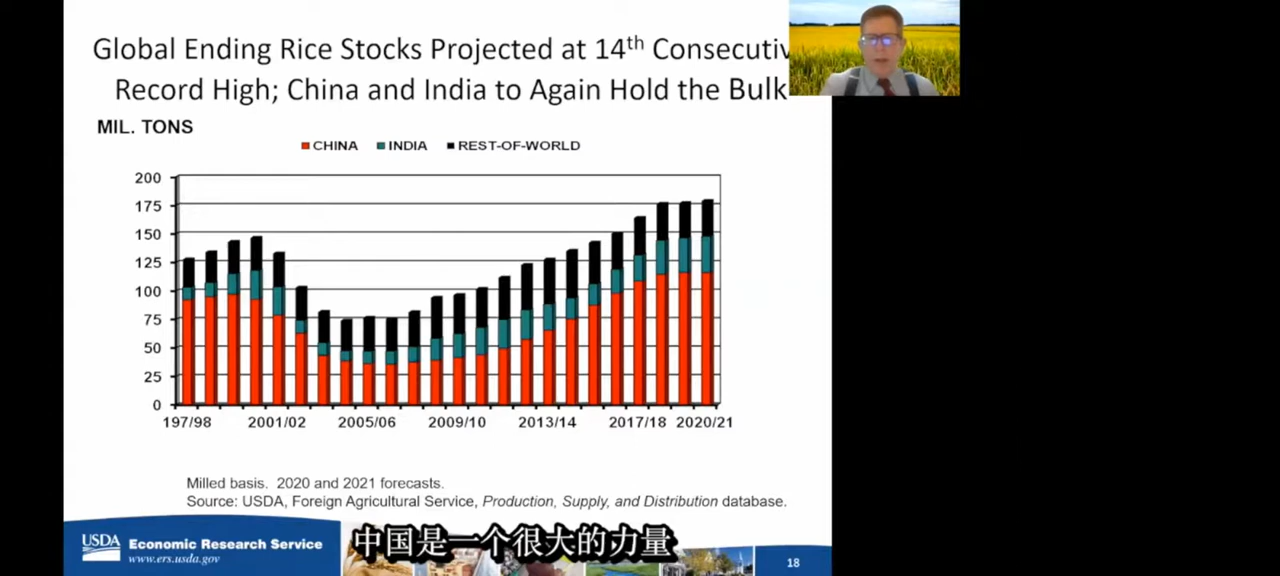 Global Ending Rice Stocks Projected at 14th Consecutiv
Record High; China and India to Again Hold the Bulk
MIL. TONS
CHINA INDIA REST-OF-WORLD
200
175
150
125
100
75
50
25
0
197/98 2001/02 2005/06 2009/10 2013/14 2017/18 2020/21
Milled basis. 2020 and 2021 forecasts.
Source: USDA, Foreign Agricultural Service, Production, Supply, and Distribution database.
中国是一个很大的力量
USDA Economic Research Service
www.ers.usda.gov
18